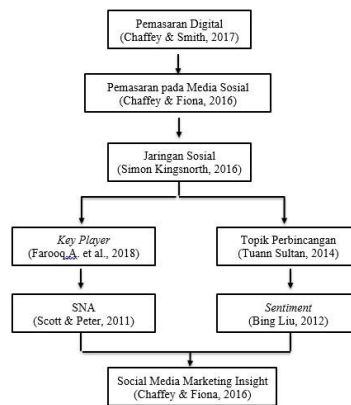 Pemasaran Digital
(Chaffey & Smith, 2017)
Pemasaran pada Media Sosial
(Chaffey & Fiona, 2016)
Jaringan Sosial
(Simon Kingsnorth, 2016)
Key Player
(Farooq,A. et al., 2018)
Topik Perbincangan
(Tuann Sultan, 2014)
SNA
(Scott & Peter, 2011)
Sentiment
(Bing Liu, 2012)
Social Media Marketing Insight
(Chaffey & Fiona, 2016)